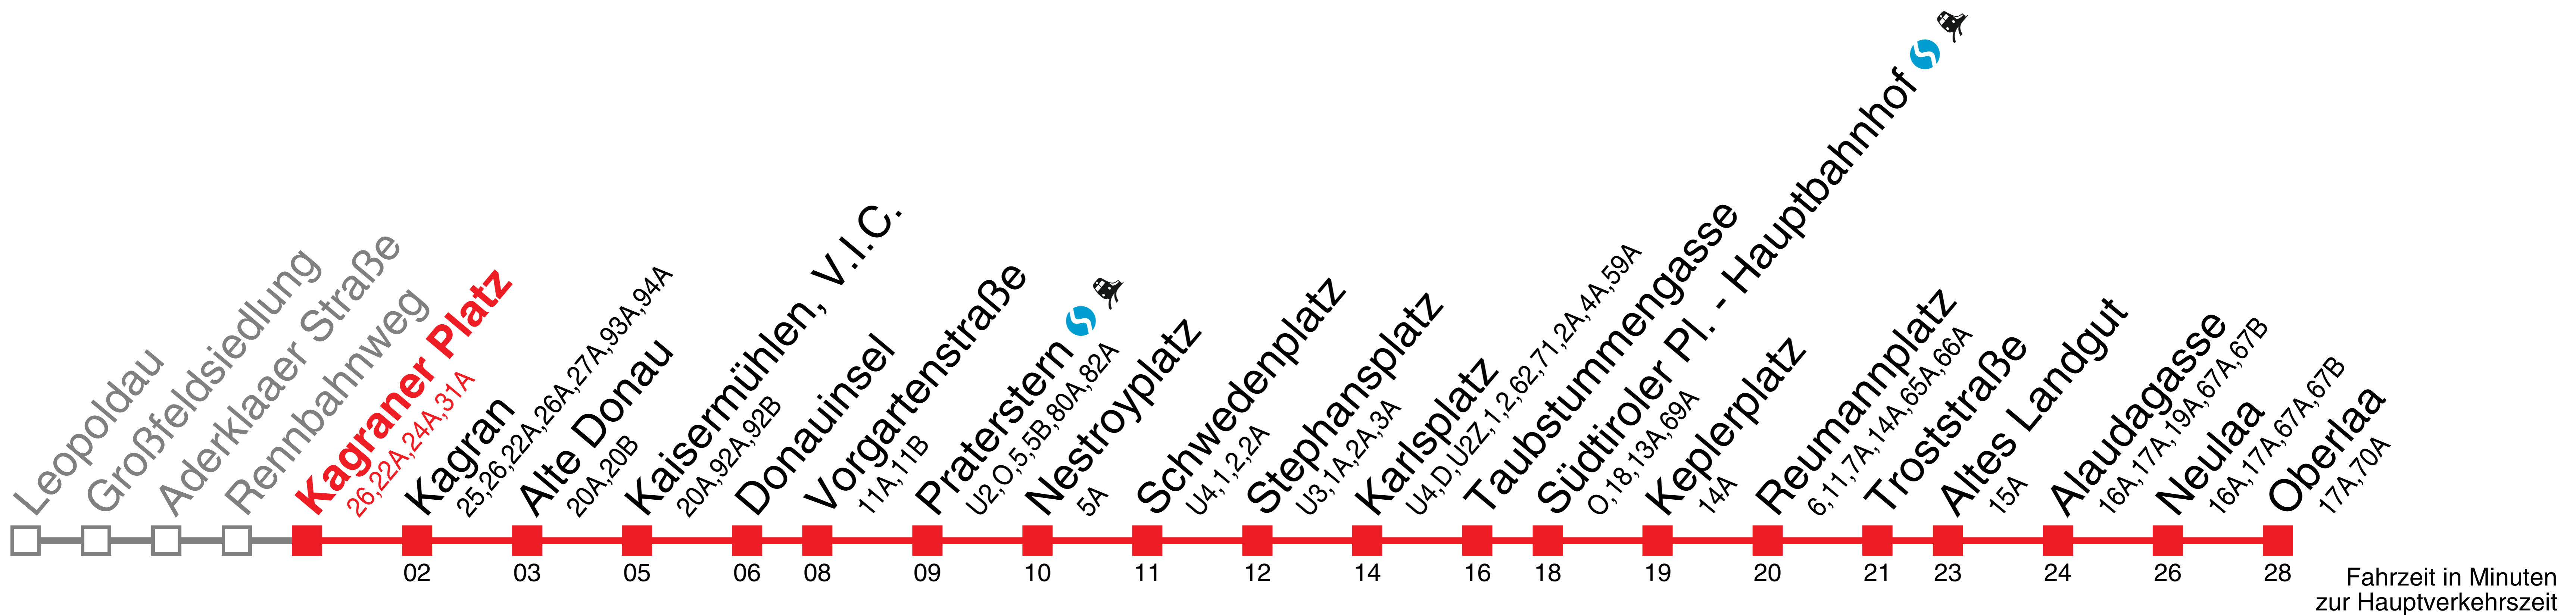 Leopoldau
Großfeldsiedlung
Aderklaaer Straße
Rennbahnweg
Kagraner Platz
26,22A,24A,31A
Kagran
25,26,22A,26A,27A,93A,94A
Alte Donau
20A,20B
Kaisermühlen, V.I.C.
20A,92A,92B
Donauinsel
Vorgartenstraße
11A,11B
Praterstern
U2,O,5,5B,80A,82A
Nestroyplatz
5A
Schwedenplatz
U4,1,2,2A
Stephansplatz
U3,1A,2A,3A
Karlsplatz
U4,D,U2Z,1,2,62,71,2A,4A,59A
Taubstummengasse
Südtiroler Pl. - Hauptbahnhof
O,18,13A,69A
Keplerplatz
14A
Reumannplatz
6,11,7A,14A,65A,66A
Troststraße
Altes Landgut
15A
Alaudagasse
16A,17A,19A,67A,67B
Neulaa
16A,17A,67A,67B
Oberlaa
17A,70A
02 03 05 06 08 09 10 11 12 14 16 18 19 20 21 23 24 26 28
Fahrzeit in Minuten
zur Hauptverkehrszeit